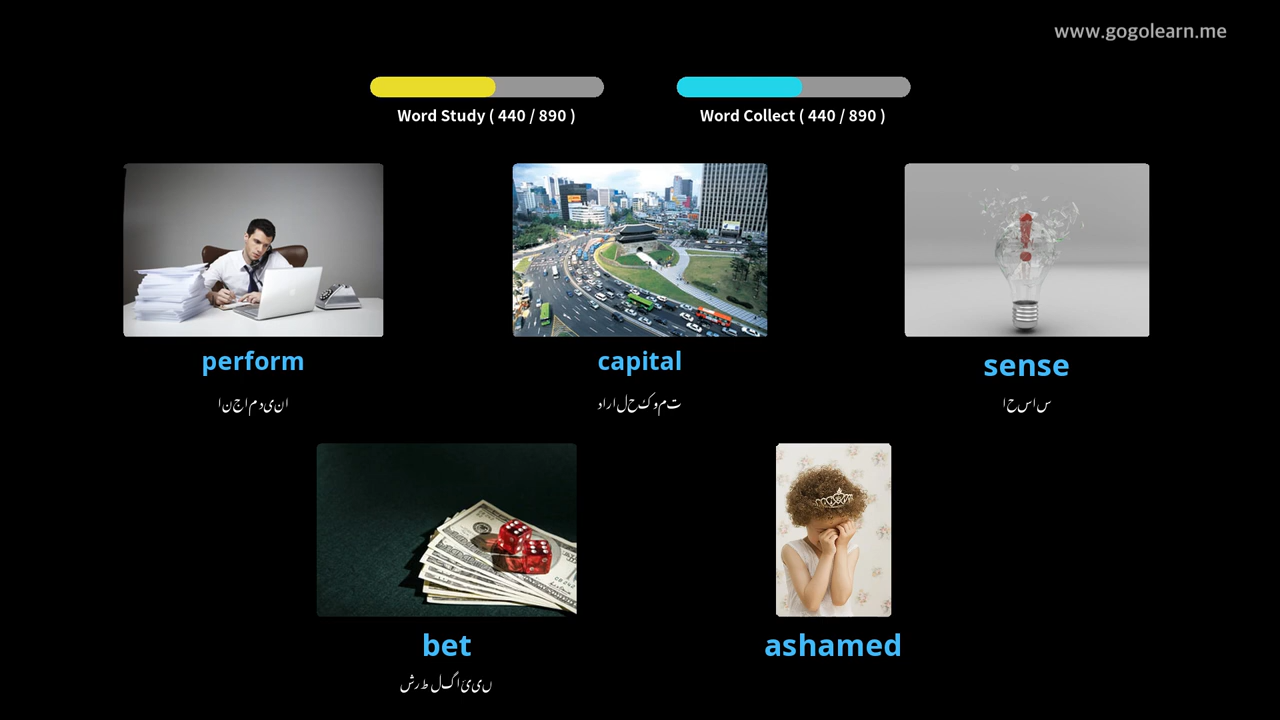 www.gogolearn.me
Word Study ( 440 / 890 )
Word Collect ( 440 / 890 )
perform
capital
sense
انجام دینا
دارالحکومت
احساس
bet
ashamed
شرط لگائیں